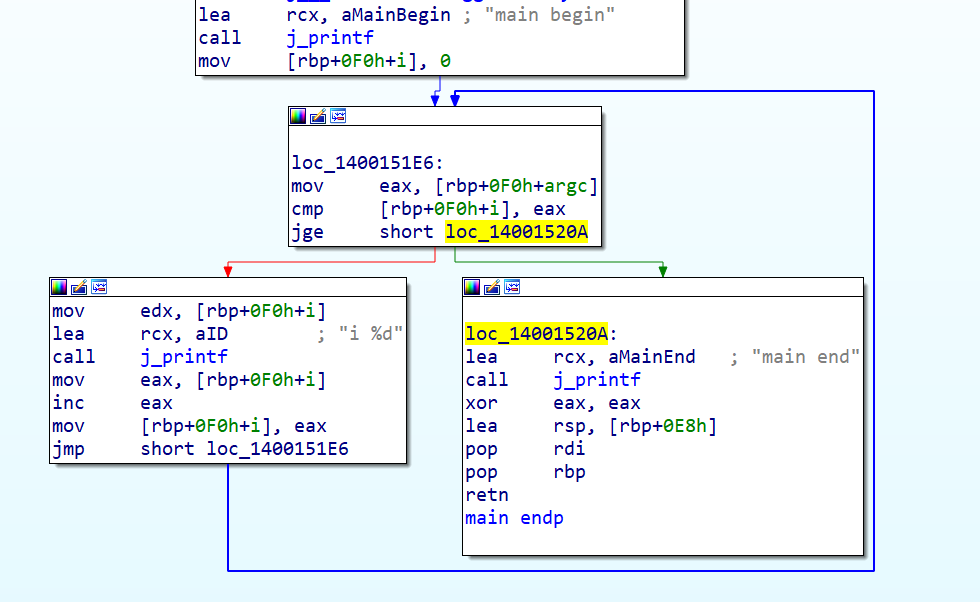 lea     rcx, aMainBegin ; "main begin"
call    j_printf
mov     [rbp+0F0h+i], 0
loc_1400151E6:
mov     eax, [rbp+0F0h+argc]
cmp     [rbp+0F0h+i], eax
jge     short loc_14001520A
mov     edx, [rbp+0F0h+i]
lea     rcx, aID        ; "i %d"
call    j_printf
mov     eax, [rbp+0F0h+i]
inc     eax
mov     [rbp+0F0h+i], eax
jmp     short loc_1400151E6
loc_14001520A:
lea     rcx, aMainEnd   ; "main end"
call    j_printf
xor     eax, eax
lea     rsp, [rbp+0E8h]
pop     rdi
pop     rbp
retn
main endp